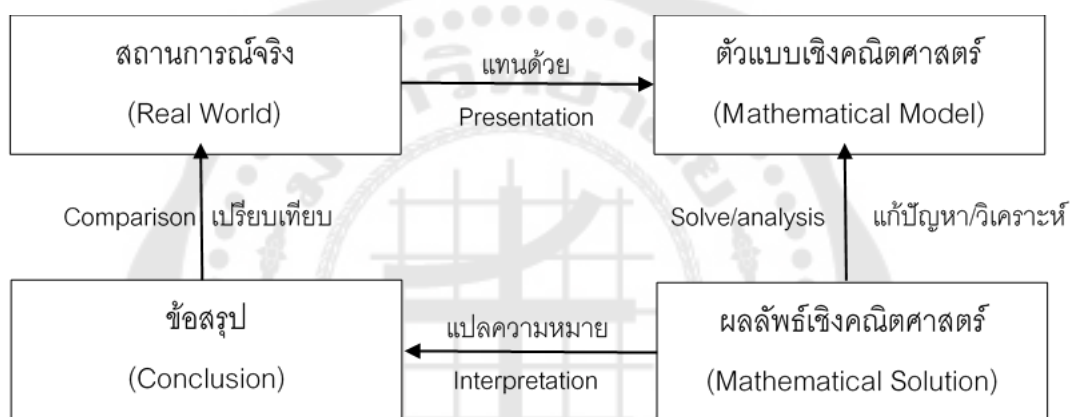 สถานการณ์จริง
(Real World)
แทนด้วย
Presentation
ตัวแบบเชิงคณิตศาสตร์
(Mathematical Model)
Comparison เปรียบเทียบ
Solve/analysis แก้ปัญหา/วิเคราะห์
ข้อสรุป
(Conclusion)
แปลความหมาย
Interpretation
ผลลัพธ์เชิงคณิตศาสตร์
(Mathematical Solution)